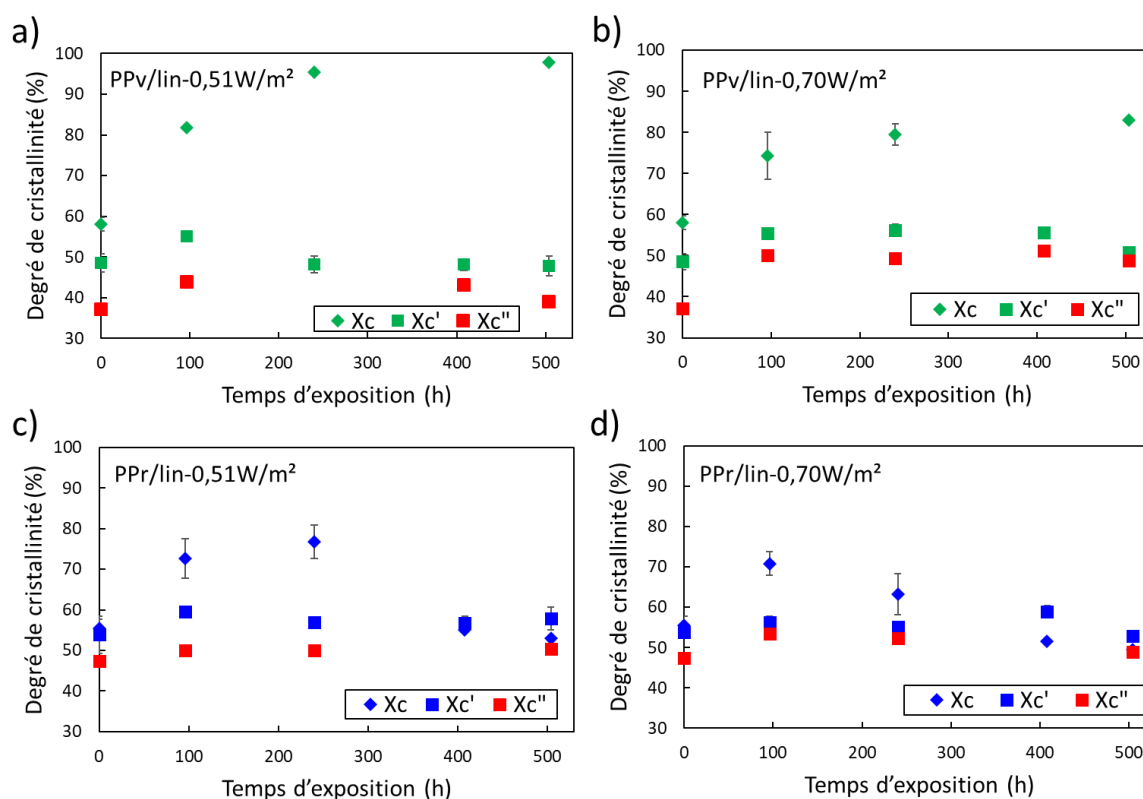 a)
PPv/lin-0,51W/m²
Degré de cristallinité (%)
100
90
80
70
60
50
40
30
Xc Xc' Xc"
0 100 200 300 400 500
Temps d’exposition (h)
b)
PPv/lin-0,70W/m²
Degré de cristallinité (%)
100
90
80
70
60
50
40
30
Xc Xc' Xc"
0 100 200 300 400 500
Temps d’exposition (h)
c)
PPr/lin-0,51W/m²
Degré de cristallinité (%)
100
90
80
70
60
50
40
30
Xc Xc' Xc"
0 100 200 300 400 500
Temps d’exposition (h)
d)
PPr/lin-0,70W/m²
Degré de cristallinité (%)
100
90
80
70
60
50
40
30
Xc Xc' Xc"
0 100 200 300 400 500
Temps d’exposition (h)